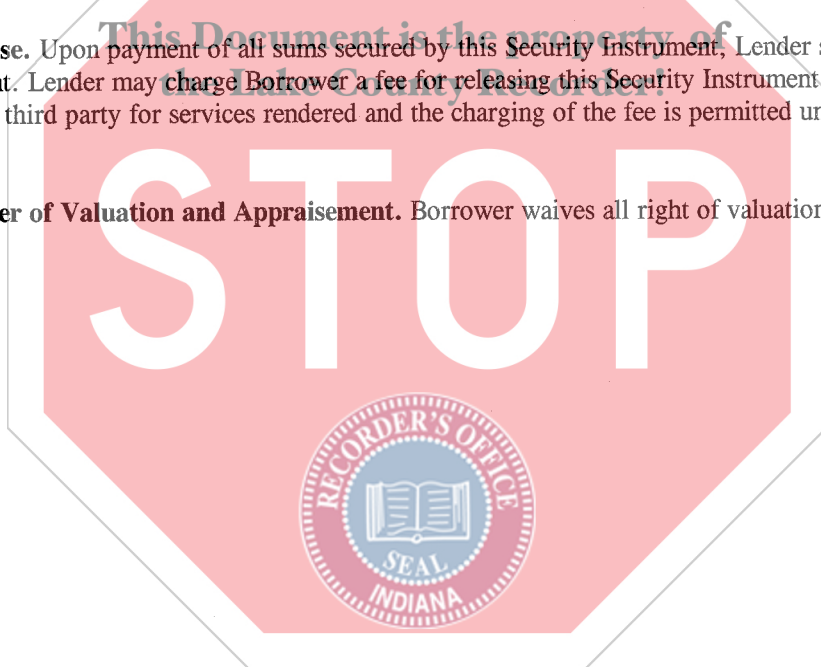 This Document is the property of
se. Upon payment of all sums secured by this Security Instrument, Lender
the Lake County Recorder!
t. Lender may charge Borrower a fee for releasing this Security Instrument
third party for services rendered and the charging of the fee is permitted un
STOP
er of Valuation and Appraisement. Borrower waives all right of valuation
RECORDER'S OFFICE
SEAL
INDIANA